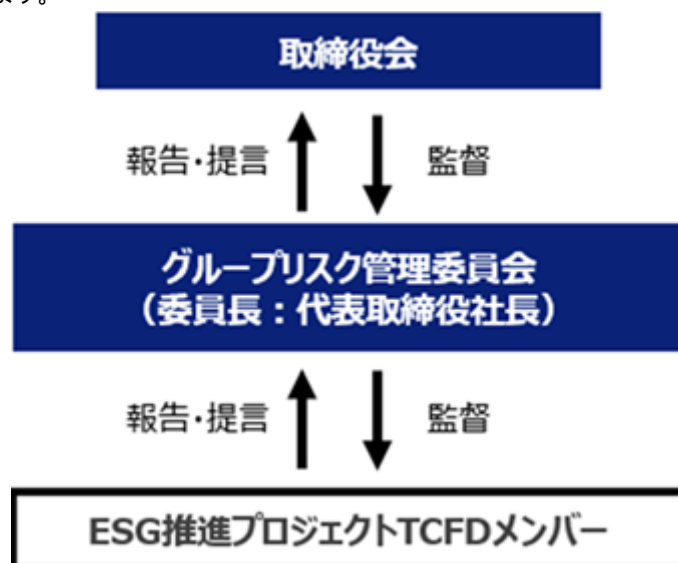 ます。
取締役会
報告・提言 監督
グループリスク管理委員会
（委員長：代表取締役社長）
報告・提言 監督
ESG推進プロジェクトTCFDメンバー